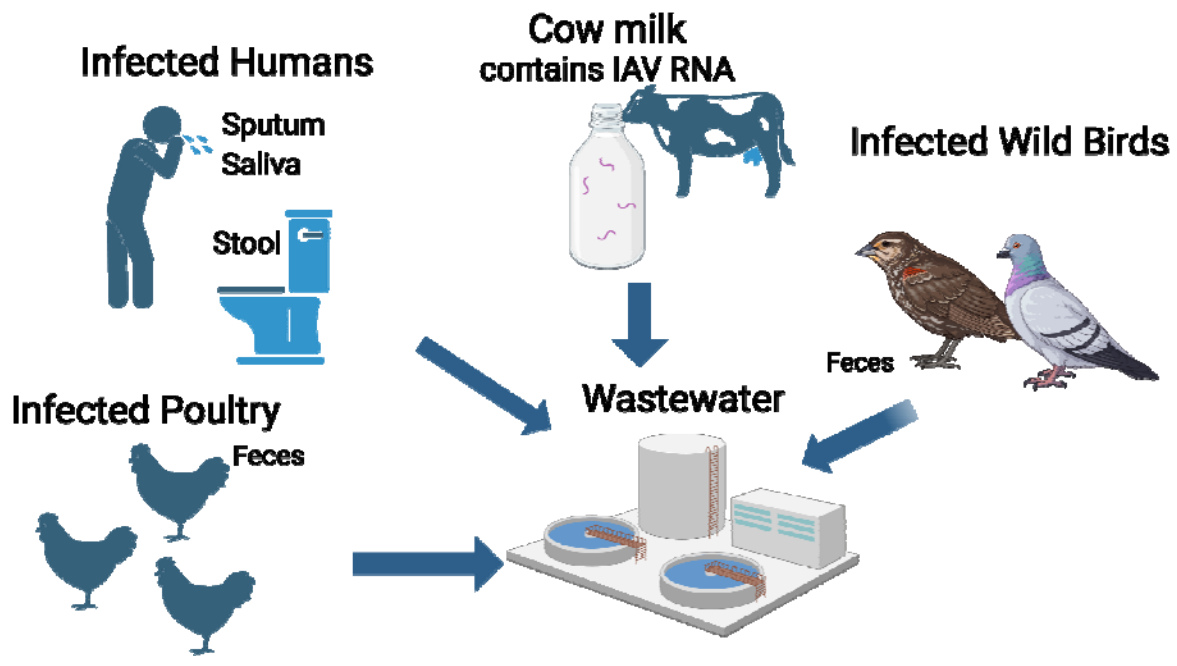 Infected Humans
Sputum
Saliva
Stool
Cow milk
contains IAV RNA
Infected Wild Birds
Feces
Infected Poultry
Feces
Wastewater